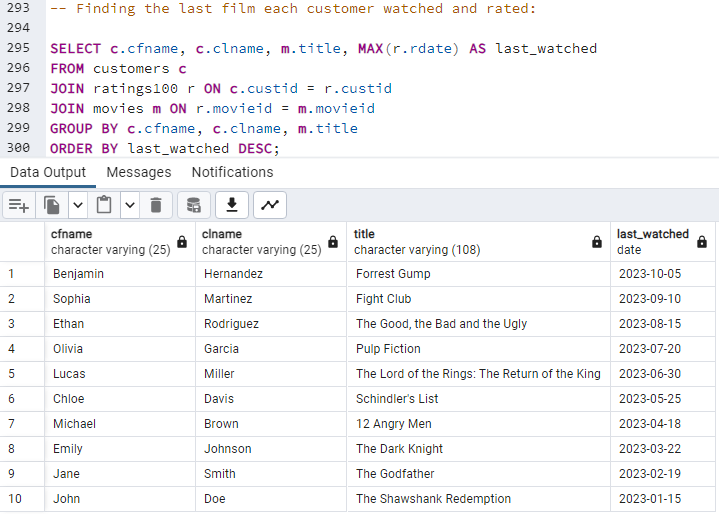 293 -- Finding the last film each customer watched and rated:
294
295 SELECT c.cfname, c.clname, m.title, MAX(r.rdate) AS last_watched
296 FROM customers c
297 JOIN ratings100 r ON c.custid = r.custid
298 JOIN movies m ON r.movieid = m.movieid
299 GROUP BY c.cfname, c.clname, m.title
300 ORDER BY last_watched DESC;
Data Output Messages Notifications
cfname clname title last_watched
character varying (25) character varying (25) character varying (108) date
1 Benjamin Hernandez Forrest Gump 2023-10-05
2 Sophia Martinez Fight Club 2023-09-10
3 Ethan Rodriguez The Good, the Bad and the Ugly 2023-08-15
4 Olivia Garcia Pulp Fiction 2023-07-20
5 Lucas Miller The Lord of the Rings: The Return of the King 2023-06-30
6 Chloe Davis Schindler's List 2023-05-25
7 Michael Brown 12 Angry Men 2023-04-18
8 Emily Johnson The Dark Knight 2023-03-22
9 Jane Smith The Godfather 2023-02-19
10 John Doe The Shawshank Redemption 2023-01-15